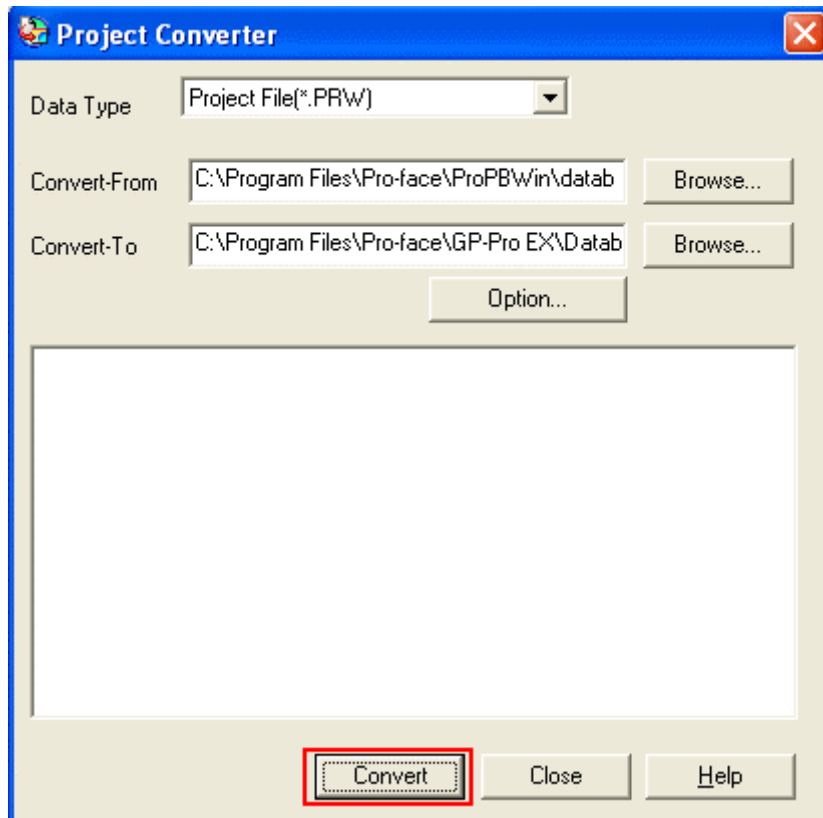 Project Converter
Data Type Project File(*.PRW)
Convert-From C:\Program Files\Pro-face\ProPBWin\datab Browse...
Convert-To C:\Program Files\Pro-face\GP-Pro EX\Datab Browse...
Option...
Convert Close Help